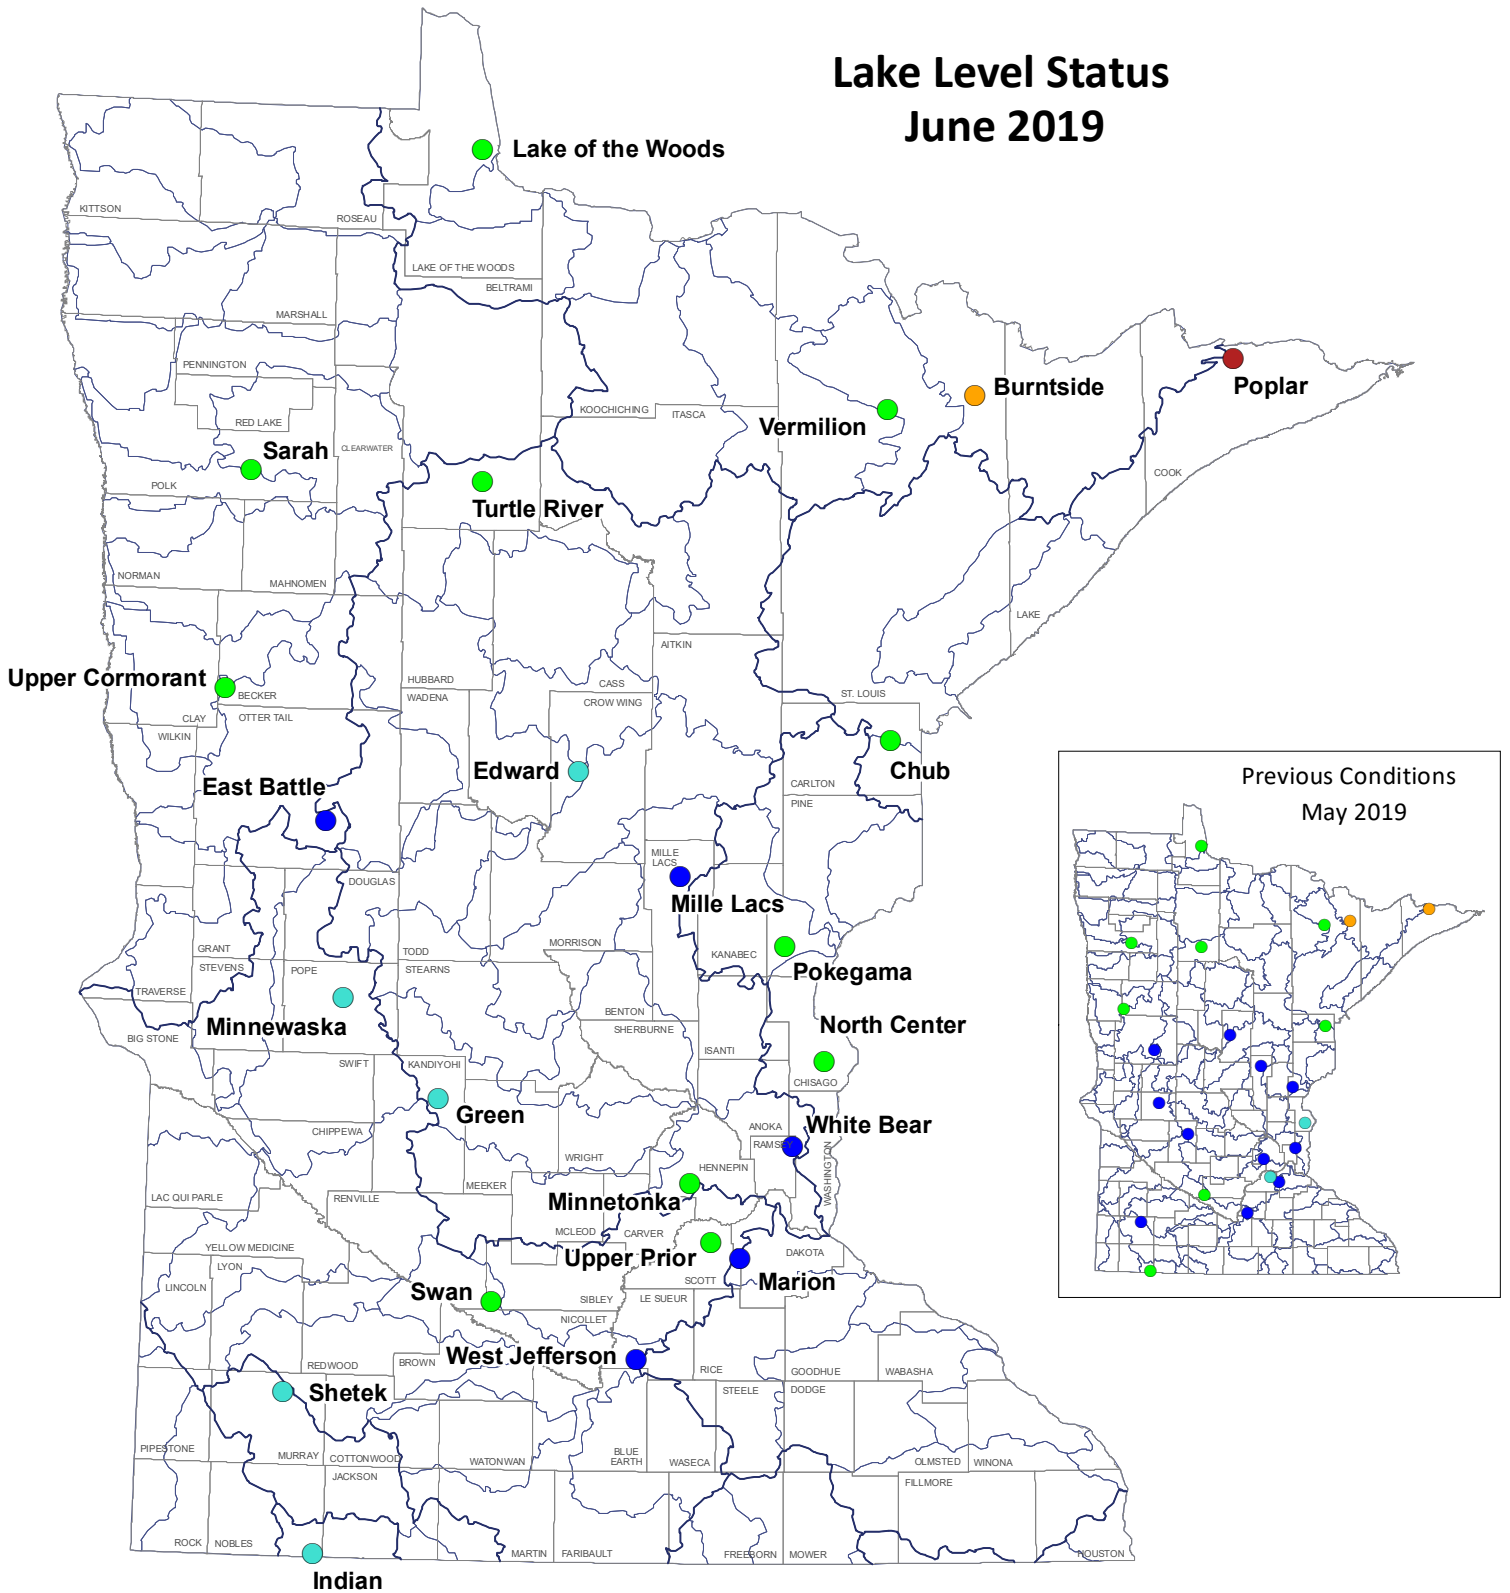 Lake Level Status
June 2019
Lake of the Woods
KITTSON
ROSEAU
LAKE OF THE WOODS
BELTRAMI
MARSHALL
PENNINGTON
Burntside
Poplar
KOOCHICHING
ITASCA
RED LAKE
Vermilion
Sarah
CLEARWATER
COOK
POLK
Turtle River
NORMAN
MAHNOMEN
LAKE
AITKIN
Upper Cormorant
HUBBARD
CASS
BECKER
WADENA
ST. LOUIS
CROW WING
CLAY
OTTER TAIL
WILKIN
Edward
Chub
East Battle
CARLTON
PINE
MILLE
LACS
DOUGLAS
Mille Lacs
GRANT
TODD
MORRISON
KANABEC
STEVENS
POPE
STEARNS
Pokegama
TRAVERSE
Minnewaska
BENTON
North Center
BIG STONE
SHERBURNE
ISANTI
SWIFT
KANDIYOHI
CHISAGO
Green
ANOKA
White Bear
CHIPPEWA
RAMSEY
WRIGHT
HENNEPIN
WASHINGTON
LAC QUI PARLE
RENVILLE
MEEKER
Minnetonka
MCLEOD
CARVER
YELLOW MEDICINE
Upper Prior
DAKOTA
LYON
SCOTT
Marion
LINCOLN
Swan
SIBLEY
LE SUEUR
NICOLLET
West Jefferson
REDWOOD
BROWN
RICE
GOODHUE
WABASHA
Shetek
STEELE
DODGE
PIPESTONE
MURRAY
COTTONWOOD
WATONWAN
BLUE
EARTH
WASECA
OLMSTED
WINONA
JACKSON
FILLMORE
ROCK
NOBLES
MARTIN
FARIBAULT
FREEBORN
MOWER
HOUSTON
Indian
Previous Conditions
May 2019